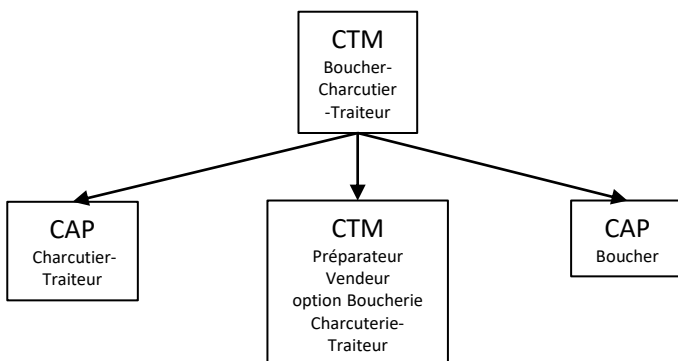 CTM
Boucher-
Charcutier
-Traiteur
CAP
Charcutier-
Traiteur
CTM
Préparateur
Vendeur
option Boucherie
Charcuterie-
Traiteur
CAP
Boucher